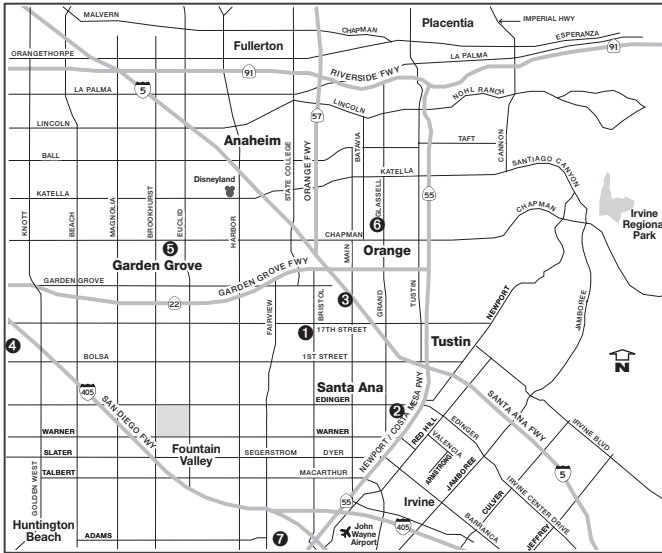 MALVERN
CHAPMAN
Placentia
IMPERIAL HWY
ESPERANZA
Fullerton
ORANGETHORPE
LA PALMA
91
91
RIVERSIDE FWY
LA PALMA
5
NOHL RANCH
LINCOLN
57
LINCOLN
Anaheim
STATE COLLEGE
ORANGE FWY
BATAVIA
TAFT
CANNON
BALL
KATELLA
SANTIAGO CANYON
Disneyland
55
GLASSELL
KATELLA
CHAPMAN
KNOTT
BEACH
MAGNOLIA
BROOKHURST
EUCLID
HARBOR
6
Irvine
Regional
Park
CHAPMAN
MAIN
Orange
5
Garden Grove
GARDEN GROVE FWY
GARDEN GROVE
22
FAIRVIEW
BRISTOL
3
GRAND
TUSTIN
NEWPORT
JAMBOREE
1
17TH STREET
4
Tustin
BOLSA
1ST STREET
N
405
SAN DIEGO FWY
Santa Ana
EDINGER
2
NEWPORT / COSTA MESA FWY
SANTA ANA FWY
WARNER
WARNER
RED HILL
EDINGER
IRVINE BLVD
VALENCIA
SLATER
Fountain
Valley
SEGERSTROM
DYER
ARMSTRONG
JAMBOREE
5
TALBERT
MACARTHUR
GOLDEN WEST
55
Irvine
CULVER
IRVINE CENTER DRIVE
Huntington
Beach
ADAMS
7
John
Wayne
Airport
405
BARRANCA
JEFFREY